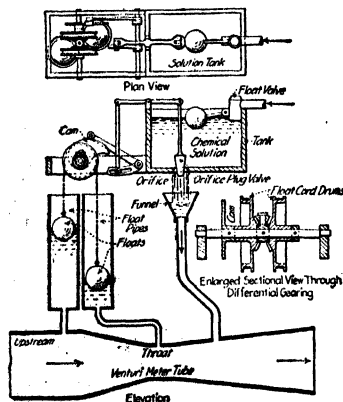 Solution Tank
Plan View
Float Valve
Cam
Chemical
Solution
Tank
Orifice
Orifice Plug Valve
Funnel
Float
Pipes
Floats
Float Cord Drums
Cam
Enlarged Sectional View Through
Differential Gearing
Upstream
Throat
Venturi Meter Tube
Elevation